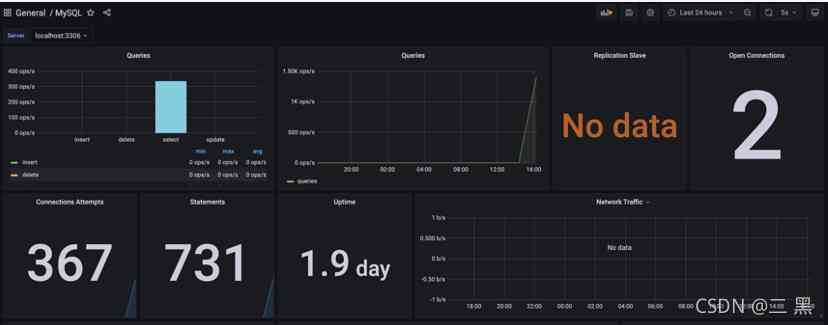 General / MySQL
Last 24 hours
5s
Server
localhost:3306
Queries
400 ops/s
300 ops/s
200 ops/s
100 ops/s
0 ops/s
insert
delete
select
update
min
max
avg
insert
0 ops/s
0 ops/s
0 ops/s
delete
0 ops/s
0 ops/s
0 ops/s
Queries
1.50K ops/s
1K ops/s
500 ops/s
0 ops/s
20:00
00:00
04:00
08:00
12:00
16:00
queries
Replication Slave
No data
Open Connections
2
Connections Attempts
367
Statements
731
Uptime
1.9 day
Network Traffic
1 b/s
0.500 b/s
0 b/s
-0.50 b/s
-1 b/s
No data
18:00
20:00
22:00
00:00
02:00
04:00
06:00
08:00
CSDN @三 黑